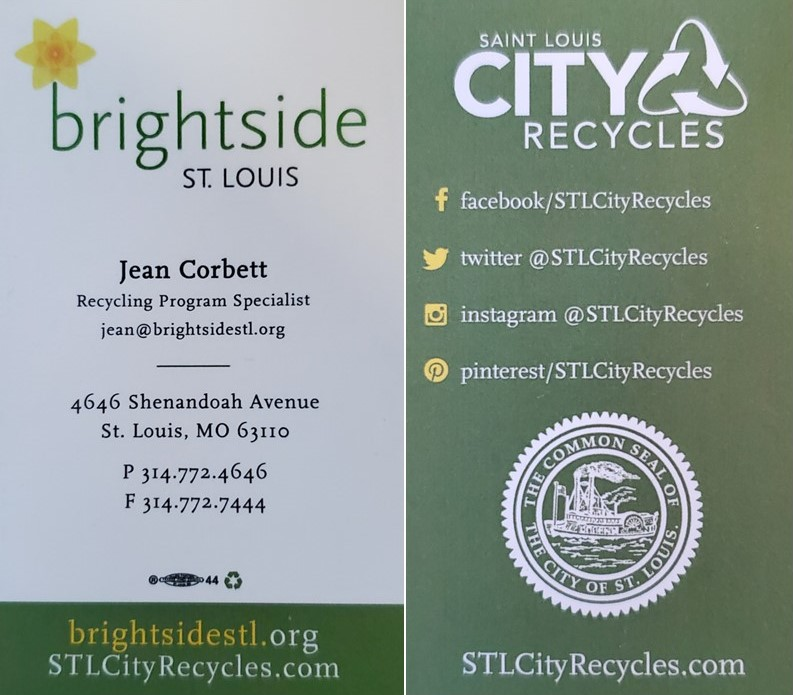 brightside
ST. LOUIS
Jean Corbett
Recycling Program Specialist
jean@brightsidestl.org
4646 Shenandoah Avenue
St. Louis, MO 63110
P 314.772.4646
F 314.772.7444
® 44
brightsidestl.org
STLCityRecycles.com
SAINT LOUIS
CITY
RECYCLES
facebook/STLCityRecycles
twitter @STLCityRecycles
instagram @STLCityRecycles
pinterest/STLCityRecycles
THE COMMON SEAL OF
THE CITY OF ST. LOUIS.
STLCityRecycles.com